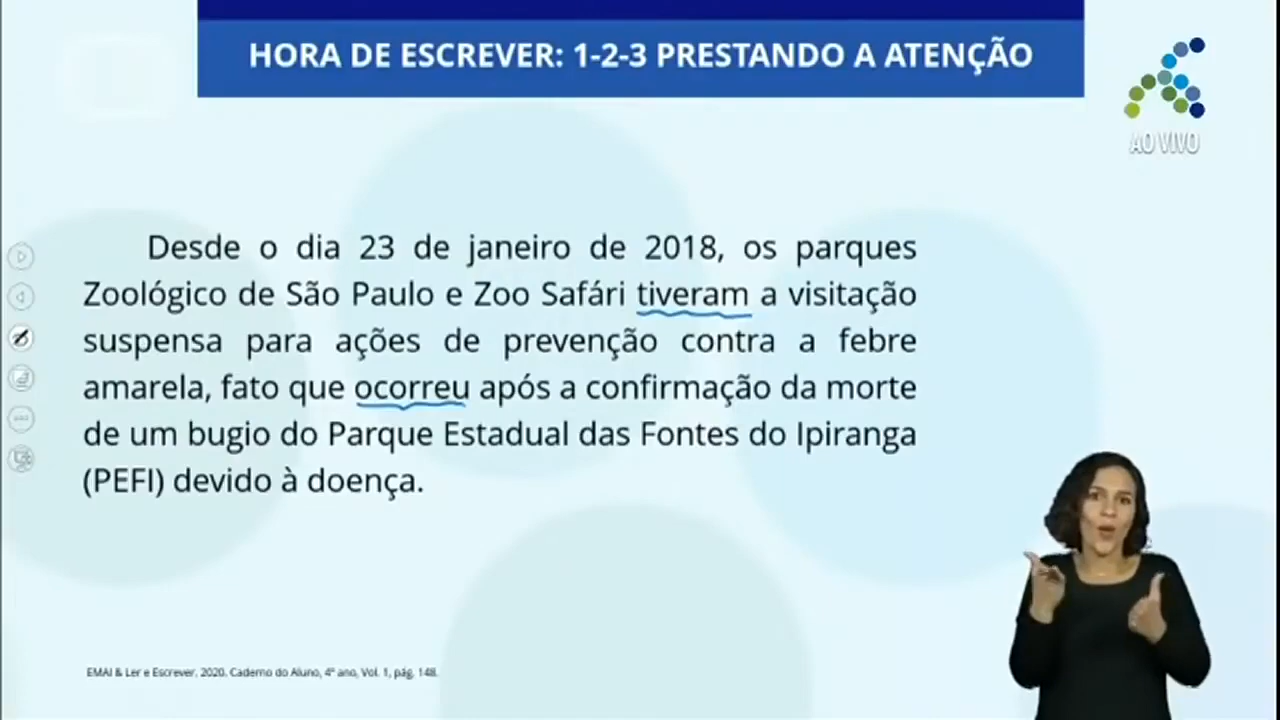 HORA DE ESCREVER: 1-2-3 PRESTANDO A ATENÇÃO
AO VIVO
Desde o dia 23 de janeiro de 2018, os parques
Zoológico de São Paulo e Zoo Safári tiveram a visitação
suspensa para ações de prevenção contra a febre
amarela, fato que ocorreu após a confirmação da morte
de um bugio do Parque Estadual das Fontes do Ipiranga
(PEFI) devido à doença.
EMAI & Ler e Escrever, 2020. Caderno do Aluno, 4º ano, Vol. 1, pág. 148.